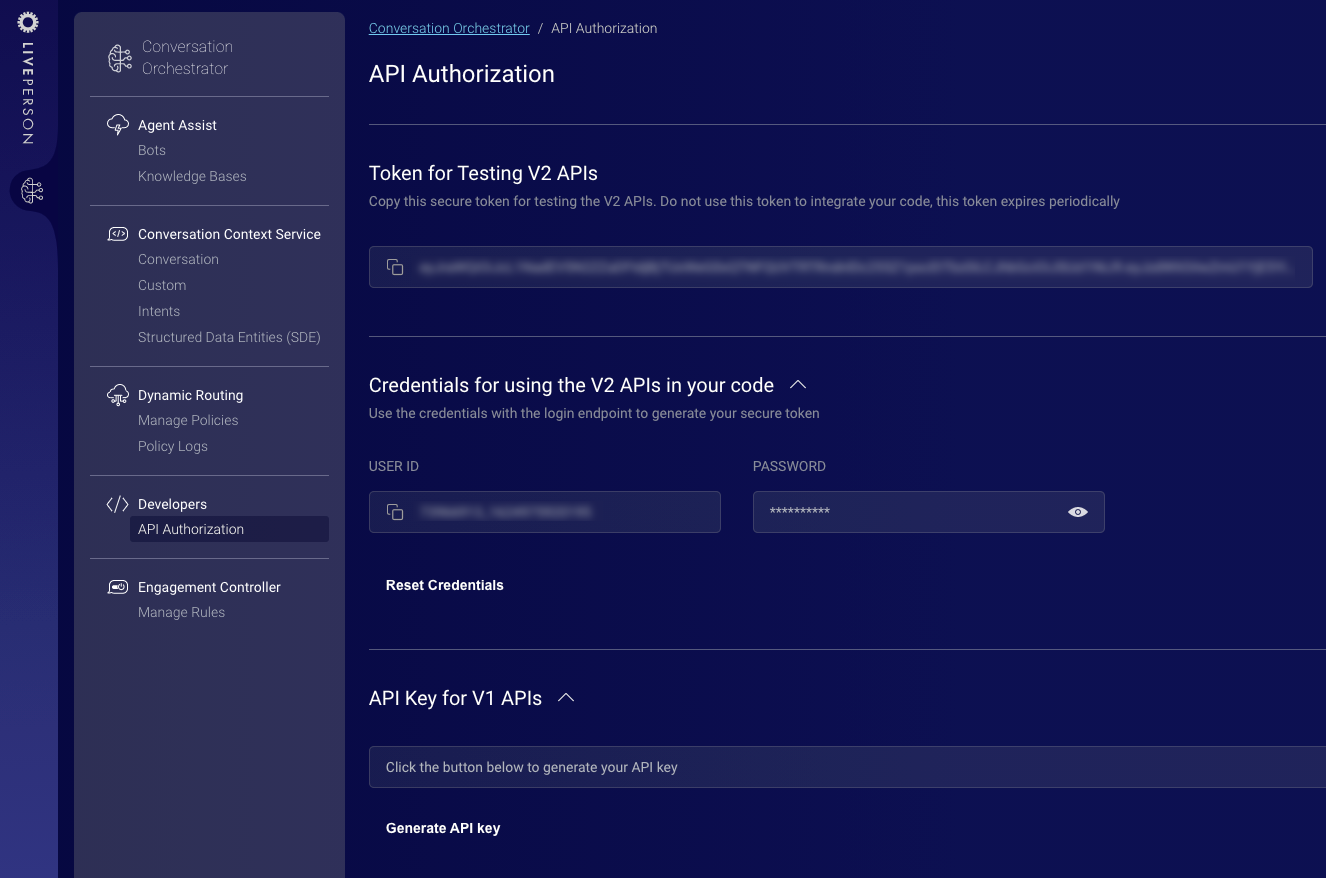 LIVEPERSON
Conversation
Orchestrator
Agent Assist
Bots
Knowledge Bases
Conversation Context Service
Conversation
Custom
Intents
Structured Data Entities (SDE)
Dynamic Routing
Manage Policies
Policy Logs
Developers
API Authorization
Engagement Controller
Manage Rules
Conversation Orchestrator / API Authorization
API Authorization
Token for Testing V2 APIs
Copy this secure token for testing the V2 APIs. Do not use this token to integrate your code, this token expires periodically
Credentials for using the V2 APIs in your code
Use the credentials with the login endpoint to generate your secure token
USER ID
PASSWORD
**********
Reset Credentials
API Key for V1 APIs
Click the button below to generate your API key
Generate API key